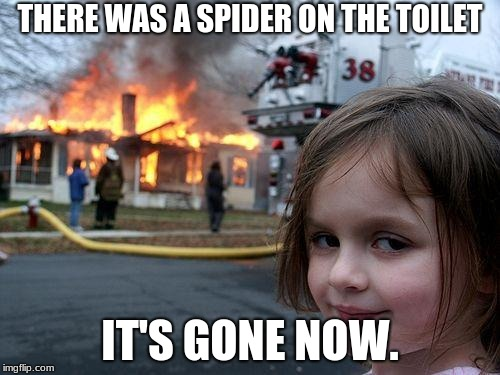 THERE WAS A SPIDER ON THE TOILET
38
IT'S GONE NOW.
imgflip.com